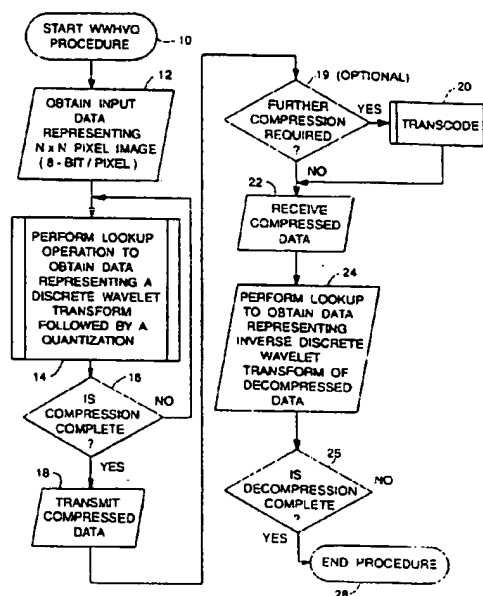 START WWHVQ
PROCEDURE
10
12
OBTAIN INPUT
DATA
REPRESENTING
N x N PIXEL IMAGE
( 8 - BIT / PIXEL )
PERFORM LOOKUP
OPERATION TO
OBTAIN DATA
REPRESENTING A
DISCRETE WAVELET
TRANSFORM
FOLLOWED BY A
QUANTIZATION
14
16
IS
COMPRESSION
COMPLETE
?
NO
YES
18
TRANSMIT
COMPRESSED
DATA
19 (OPTIONAL)
FURTHER
COMPRESSION
REQUIRED
?
YES
NO
20
TRANSCODE
22
RECEIVE
COMPRESSED
DATA
24
PERFORM LOOKUP
TO OBTAIN DATA
REPRESENTING
INVERSE DISCRETE
WAVELET
TRANSFORM OF
DECOMPRESSED
DATA
25
IS
DECOMPRESSION
COMPLETE
?
NO
YES
END PROCEDURE
28